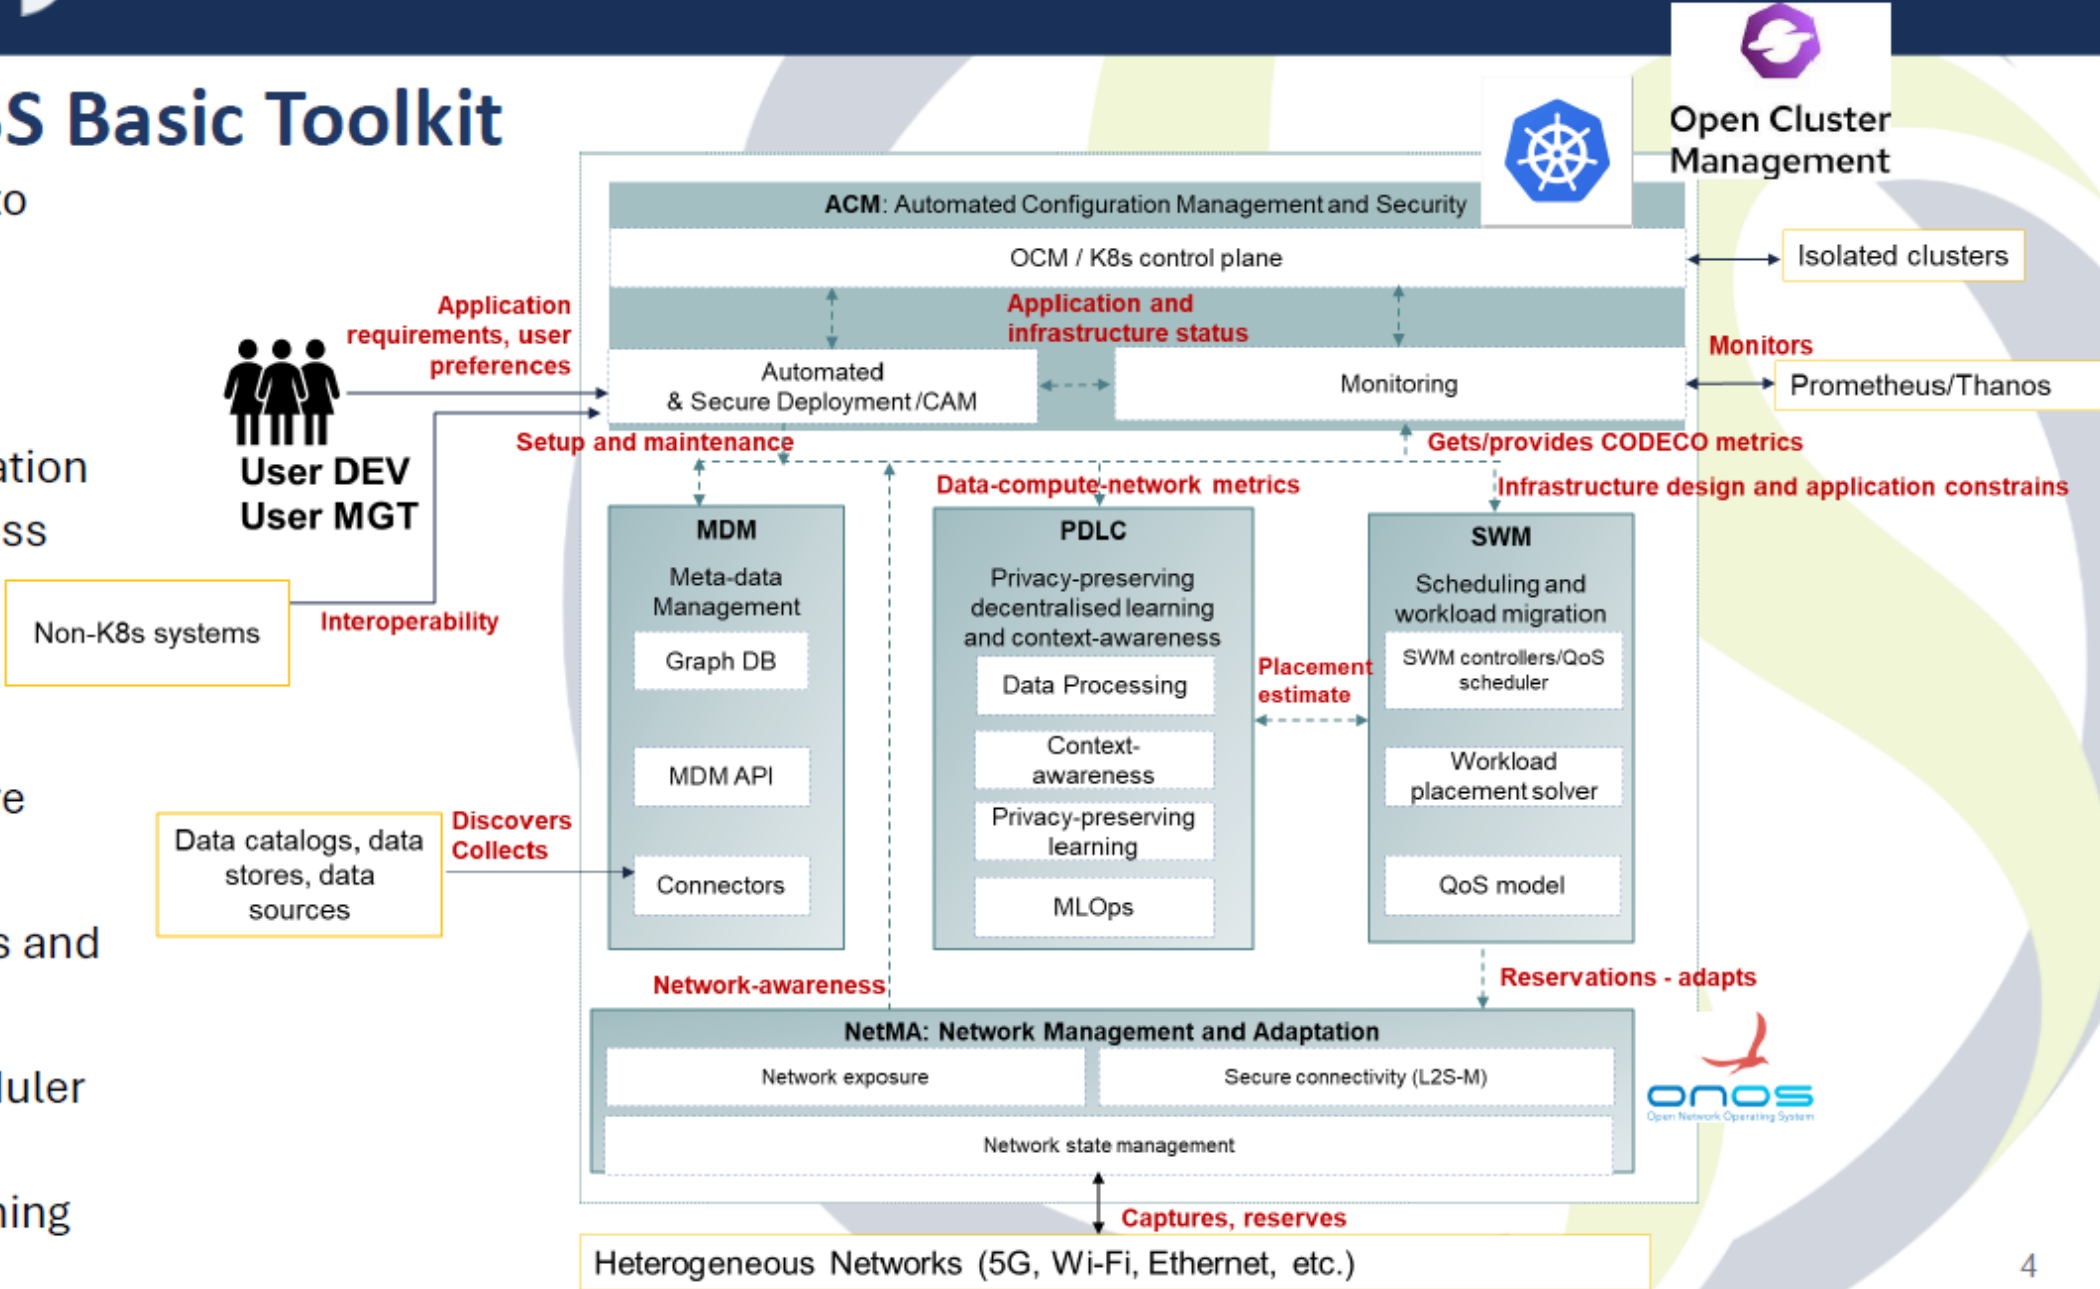 S Basic Toolkit
Open Cluster
Management
to
ation
ss
e
s and
duler
ning
ACM: Automated Configuration Management and Security
OCM / K8s control plane
Isolated clusters
Application
requirements, user
preferences
Application and
infrastructure status
Monitors
Prometheus/Thanos
Automated
& Secure Deployment/CAM
Monitoring
Setup and maintenance
Gets/provides CODECO metrics
User DEV
User MGT
Data-compute-network metrics
Infrastructure design and application constrains
Non-K8s systems
Interoperability
MDM
Meta-data
Management
Graph DB
MDM API
Connectors
PDLC
Privacy-preserving
decentralised learning
and context-awareness
Data Processing
Context-
awareness
Privacy-preserving
learning
MLOps
Placement
estimate
SWM
Scheduling and
workload migration
SWM controllers/QoS
scheduler
Workload
placement solver
QoS model
Data catalogs, data
stores, data
sources
Discovers
Collects
Network-awareness
Reservations - adapts
NetMA: Network Management and Adaptation
Network exposure
Secure connectivity (L2S-M)
Network state management
onos
Open Network Operating System
Captures, reserves
Heterogeneous Networks (5G, Wi-Fi, Ethernet, etc.)
4